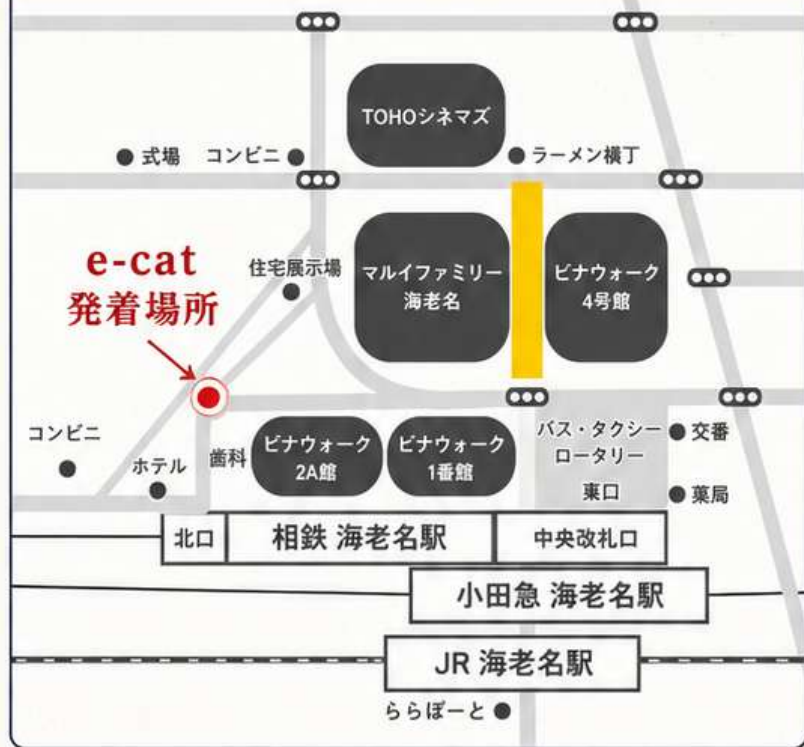 TOHOシネマズ
式場
コンビニ
ラーメン横丁
e-cat
発着場所
住宅展示場
マルイファミリー
海老名
ビナウォーク
4号館
コンビニ
ホテル
歯科
ビナウォーク
2A館
ビナウォーク
1番館
バス・タクシー
ロータリー
東口
交番
薬局
北口
相鉄 海老名駅
中央改札口
小田急 海老名駅
JR 海老名駅
ららぽーと